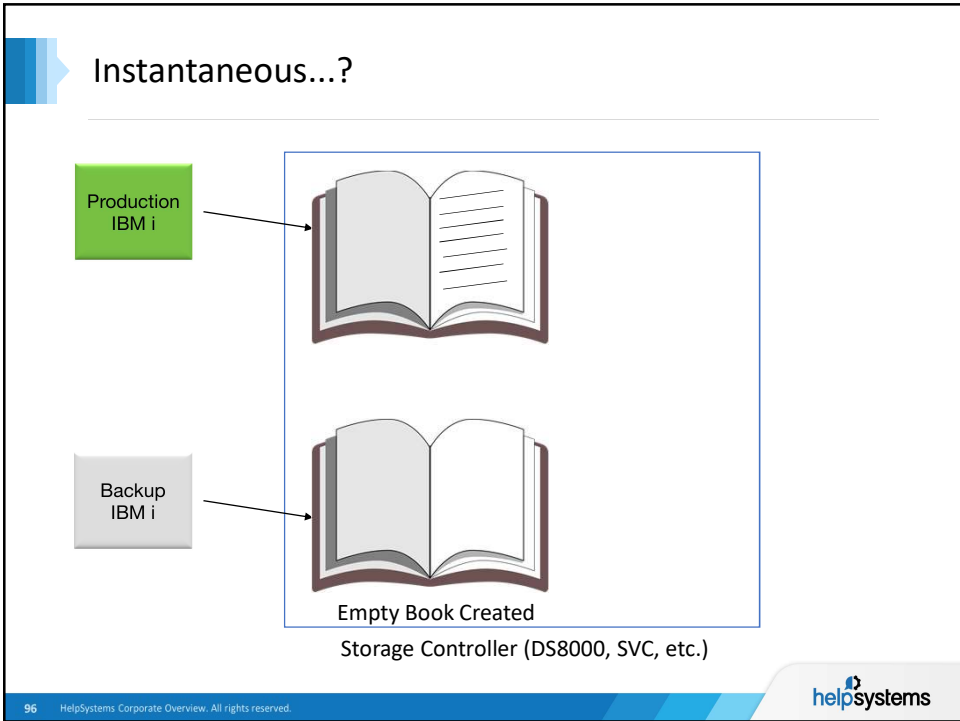 Instantaneous...?
Production
IBM i
Backup
IBM i
Empty Book Created
Storage Controller (DS8000, SVC, etc.)
96 HelpSystems Corporate Overview. All rights reserved.
helpsystems